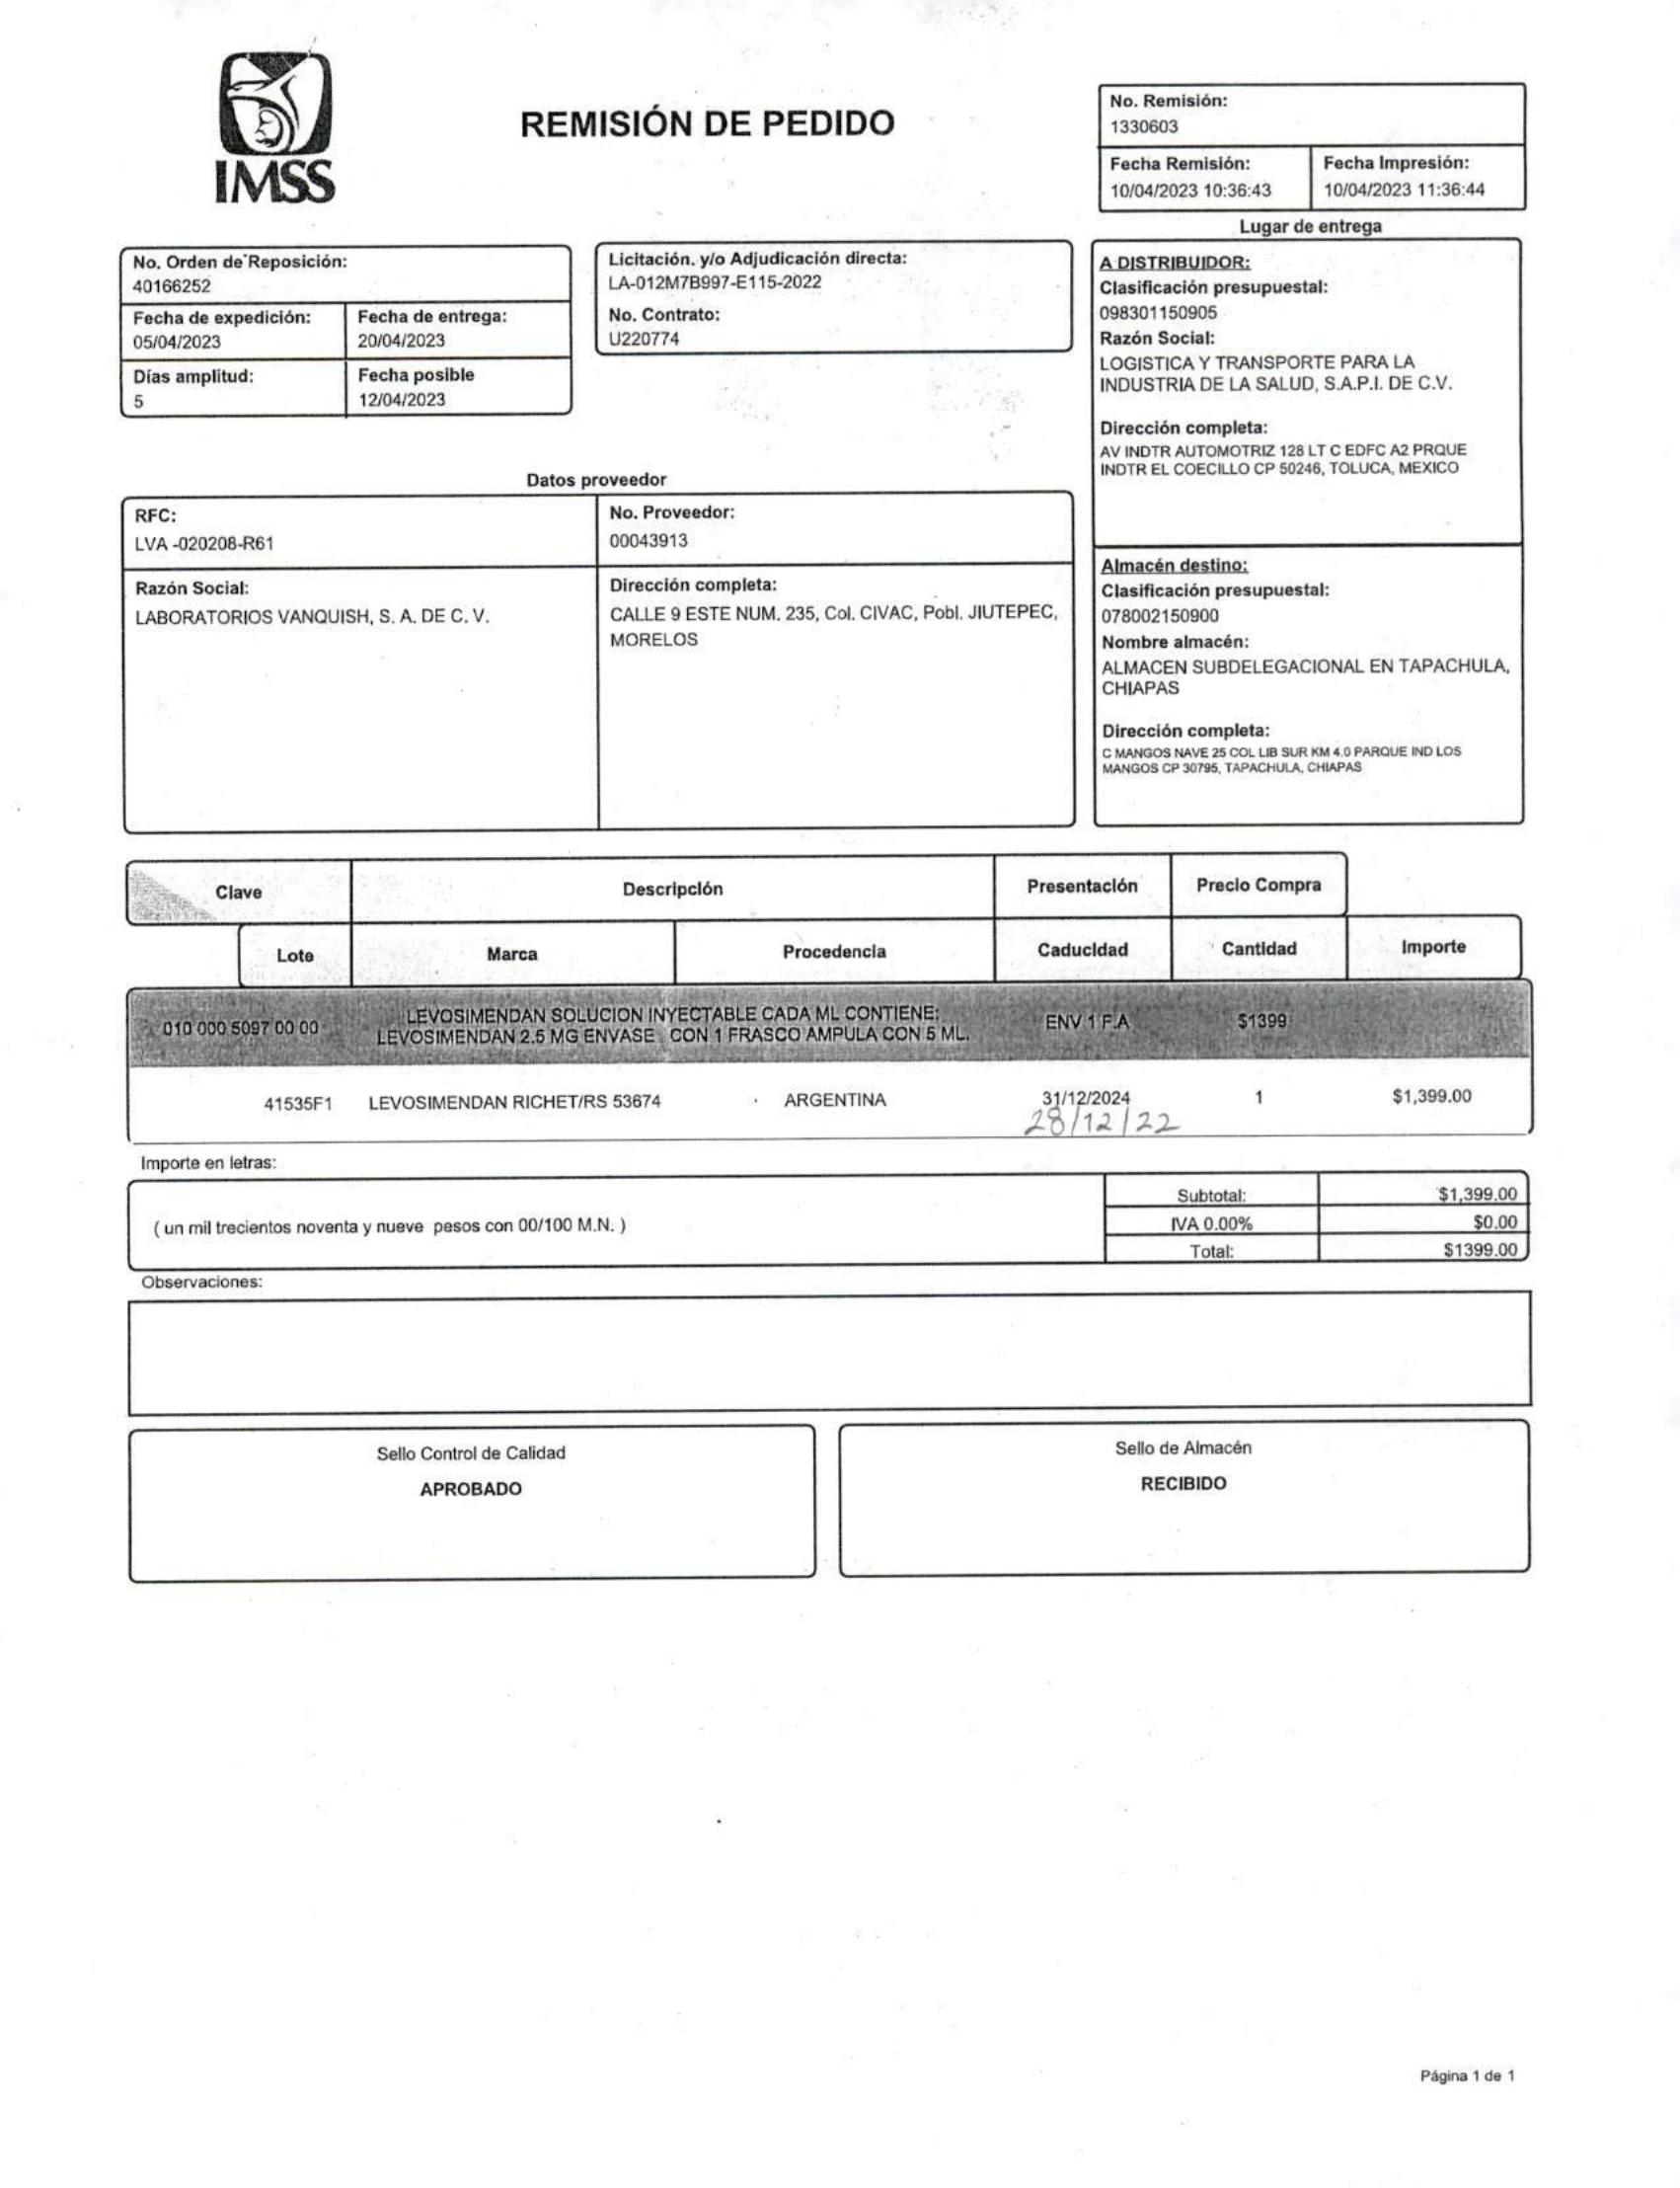 IMSS
REMISIÓN DE PEDIDO
No. Remisión:
1330603
Fecha Remisión:
10/04/2023 10:36:43
Fecha Impresión:
10/04/2023 11:36:44
No. Orden de Reposición:
40166252
Fecha de expedición:
05/04/2023
Fecha de entrega:
20/04/2023
Días amplitud:
5
Fecha posible
12/04/2023
Licitación. y/o Adjudicación directa:
LA-012M7B997-E115-2022
No. Contrato:
U220774
Lugar de entrega
A DISTRIBUIDOR:
Clasificación presupuestal:
098301150905
Razón Social:
LOGISTICA Y TRANSPORTE PARA LA
INDUSTRIA DE LA SALUD, S.A.P.I. DE C.V.
Dirección completa:
AV INDTR AUTOMOTRIZ 128 LT C EDFC A2 PRQUE
INDTR EL COECILLO CP 50246, TOLUCA, MEXICO
Datos proveedor
RFC:
LVA -020208-R61
No. Proveedor:
00043913
Razón Social:
LABORATORIOS VANQUISH, S. A. DE C. V.
Dirección completa:
CALLE 9 ESTE NUM. 235, Col. CIVAC, Pobl. JIUTEPEC,
MORELOS
Almacén destino:
Clasificación presupuestal:
078002150900
Nombre almacén:
ALMACEN SUBDELEGACIONAL EN TAPACHULA,
CHIAPAS
Dirección completa:
C MANGOS NAVE 25 COL LIB SUR KM 4.0 PARQUE IND LOS
MANGOS CP 30795, TAPACHULA, CHIAPAS
Clave Descripción Presentación Precio Compra
Lote Marca Procedencia Caducidad Cantidad Importe
010 000 5097 00 00 LEVOSIMENDAN SOLUCION INYECTABLE CADA ML CONTIENE: ENV 1 F.A $1399
LEVOSIMENDAN 2.5 MG ENVASE CON 1 FRASCO AMPULA CON 5 ML.
41535F1 LEVOSIMENDAN RICHET/RS 53674 ARGENTINA 31/12/2024 1 $1,399.00
28/12/22
Importe en letras:
( un mil trecientos noventa y nueve pesos con 00/100 M.N. )
Subtotal: $1,399.00
IVA 0.00% $0.00
Total: $1399.00
Observaciones:
Sello Control de Calidad
APROBADO
Sello de Almacén
RECIBIDO
Página 1 de 1